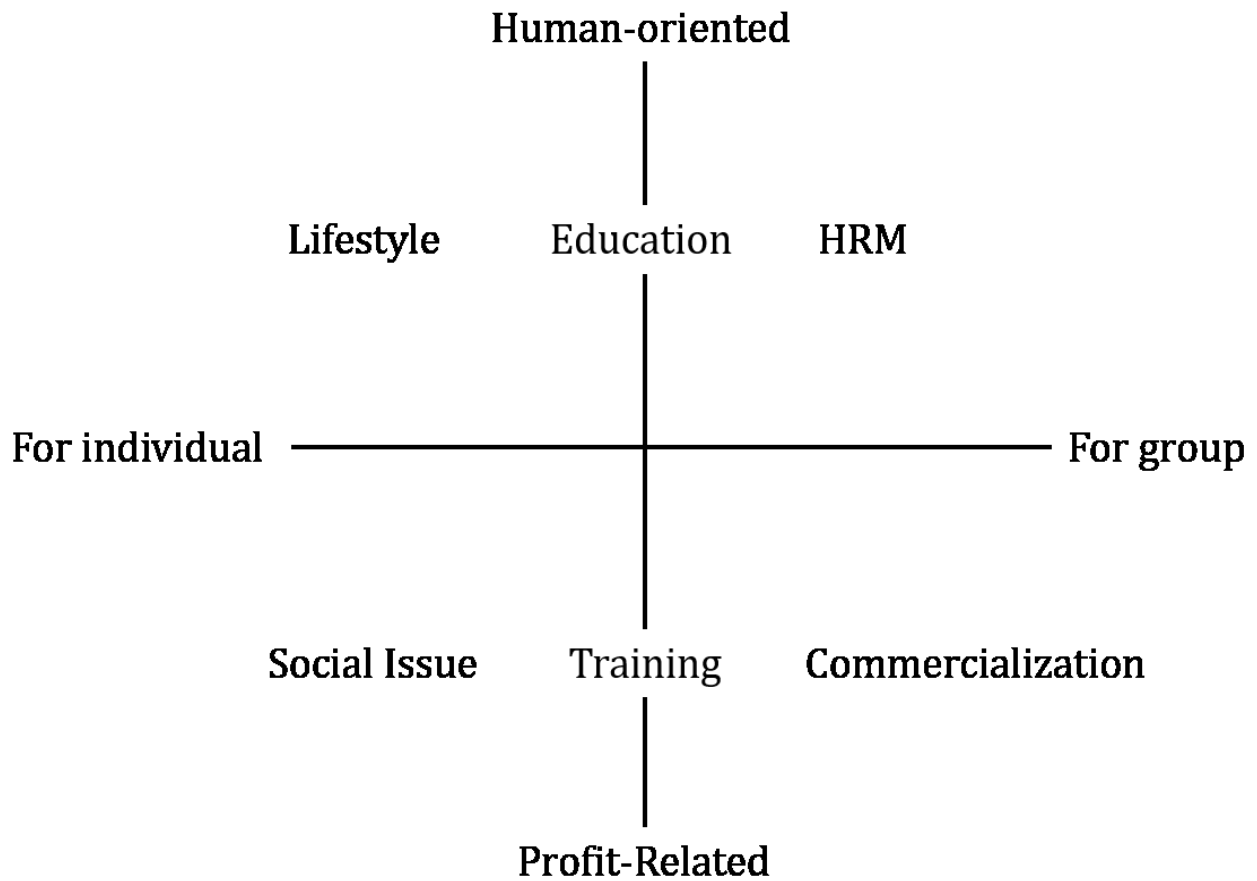 Human-oriented
Lifestyle Education HRM
For individual For group
Social Issue Training Commercialization
Profit-Related